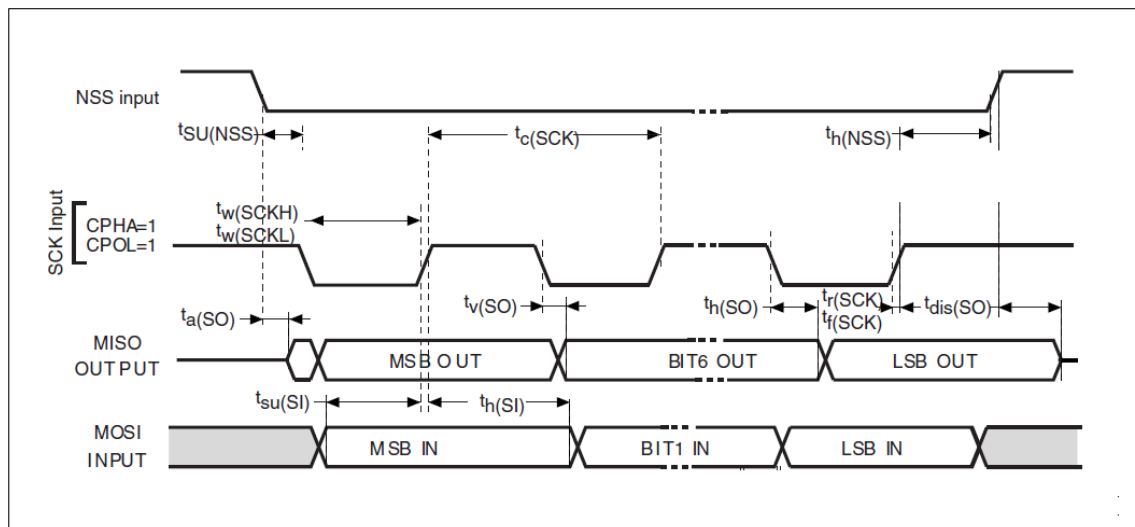 NSS input
tSU(NSS)
tc(SCK)
th(NSS)
SCK Input
CPHA=1
CPOL=1
tw(SCKH)
tw(SCKL)
ta(SO)
tv(SO)
th(SO)
tr(SCK)
tf(SCK)
tdis(SO)
MISO
OUTPUT
MSB OUT
BIT6 OUT
LSB OUT
tsu(SI)
th(SI)
MOSI
INPUT
MSB IN
BIT1 IN
LSB IN